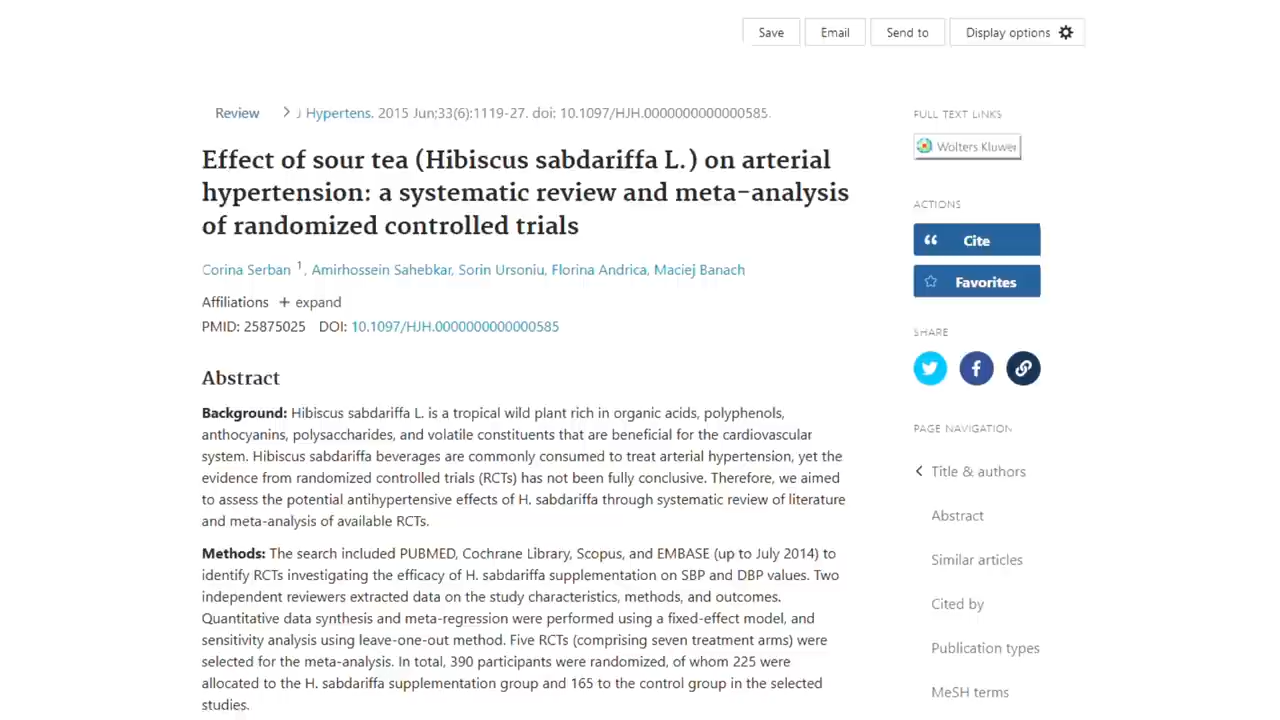 Save Email Send to Display options
Review > J Hypertens. 2015 Jun;33(6):1119-27. doi: 10.1097/HJH.0000000000000585.
Effect of sour tea (Hibiscus sabdariffa L.) on arterial
hypertension: a systematic review and meta-analysis
of randomized controlled trials
Corina Serban 1, Amirhossein Sahebkar, Sorin Ursoniu, Florina Andrica, Maciej Banach
Affiliations + expand
PMID: 25875025 DOI: 10.1097/HJH.0000000000000585
Abstract
Background: Hibiscus sabdariffa L. is a tropical wild plant rich in organic acids, polyphenols,
anthocyanins, polysaccharides, and volatile constituents that are beneficial for the cardiovascular
system. Hibiscus sabdariffa beverages are commonly consumed to treat arterial hypertension, yet the
evidence from randomized controlled trials (RCTs) has not been fully conclusive. Therefore, we aimed
to assess the potential antihypertensive effects of H. sabdariffa through systematic review of literature
and meta-analysis of available RCTs.
Methods: The search included PUBMED, Cochrane Library, Scopus, and EMBASE (up to July 2014) to
identify RCTs investigating the efficacy of H. sabdariffa supplementation on SBP and DBP values. Two
independent reviewers extracted data on the study characteristics, methods, and outcomes.
Quantitative data synthesis and meta-regression were performed using a fixed-effect model, and
sensitivity analysis using leave-one-out method. Five RCTs (comprising seven treatment arms) were
selected for the meta-analysis. In total, 390 participants were randomized, of whom 225 were
allocated to the H. sabdariffa supplementation group and 165 to the control group in the selected
studies.
FULL TEXT LINKS
Wolters Kluwer
ACTIONS
Cite
Favorites
SHARE
PAGE NAVIGATION
Title & authors
Abstract
Similar articles
Cited by
Publication types
MeSH terms